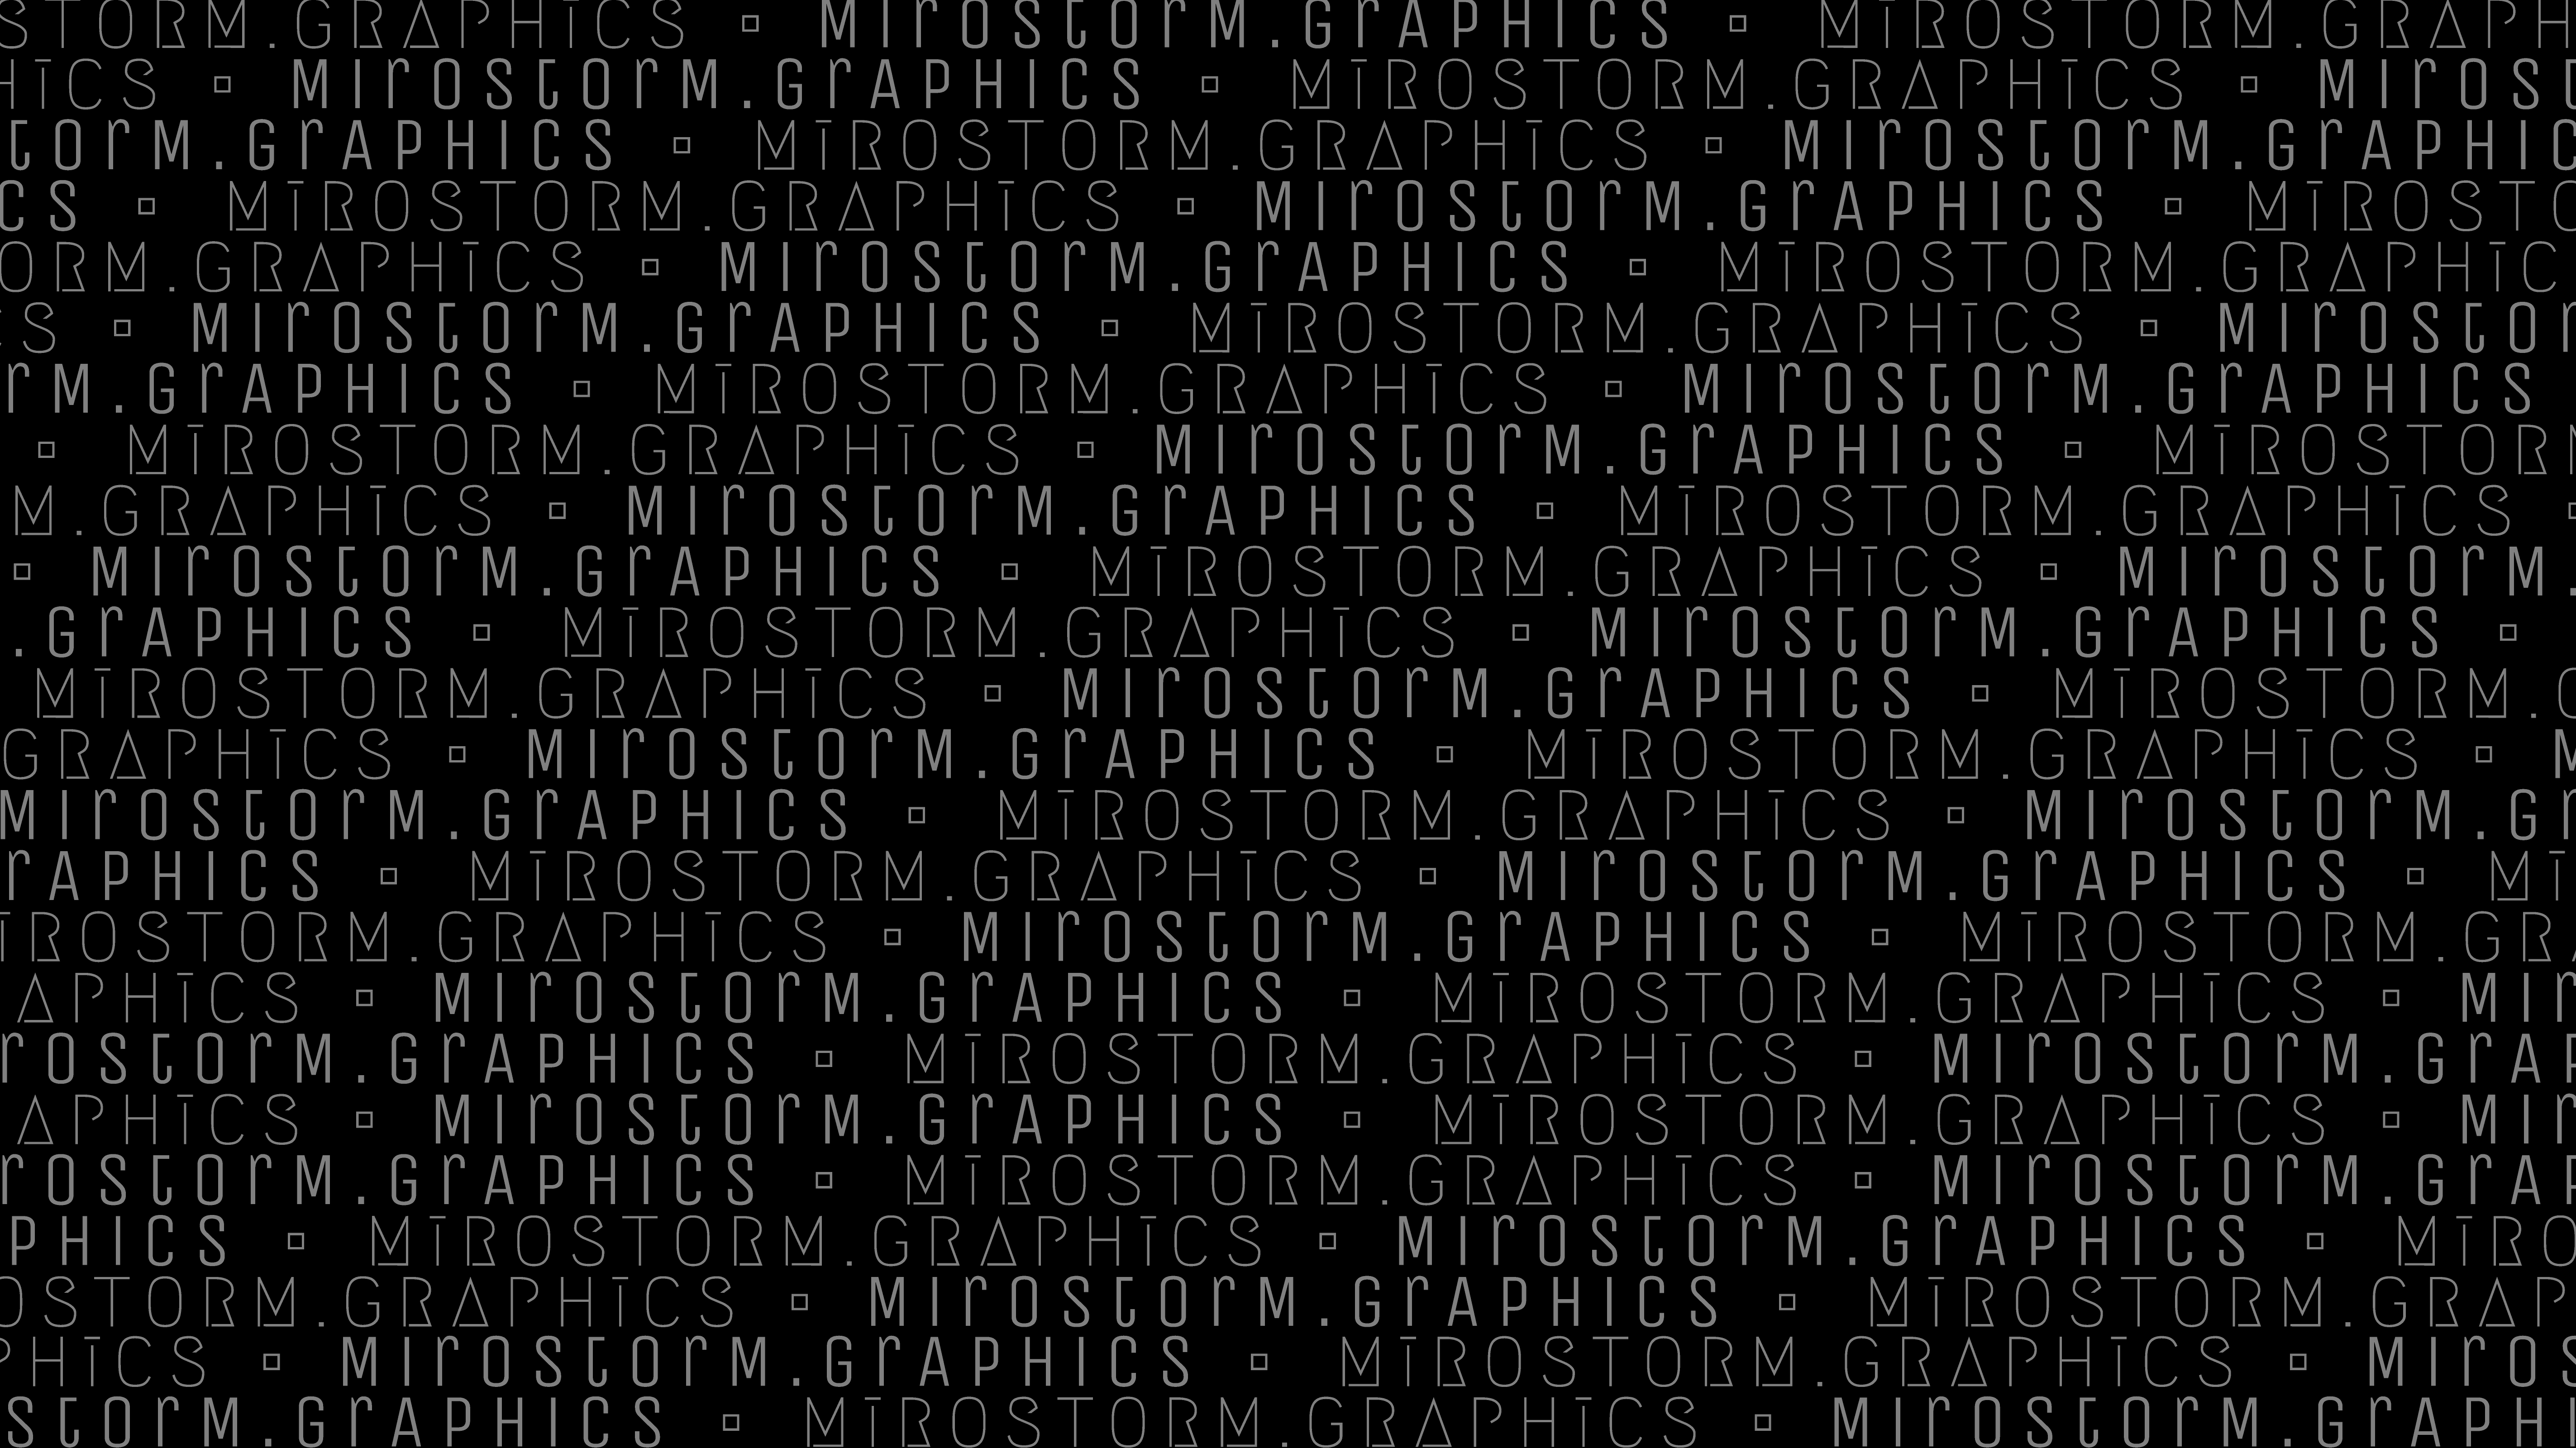 STORM.GRAPHICS ▫ MIrOSTOrM.GrAPHICS ▫ MIROSTORM.GRAPH
HICS ▫ MIrOSTOrM.GrAPHICS ▫ MIROSTORM.GRAPHICS ▫ MIrOST
TOrM.GrAPHICS ▫ MIROSTORM.GRAPHICS ▫ MIrOSTOrM.GrAPHIC
CS ▫ MIROSTORM.GRAPHICS ▫ MIrOSTOrM.GrAPHICS ▫ MIROSTO
ORM.GRAPHICS ▫ MIrOSTOrM.GrAPHICS ▫ MIROSTORM.GRAPHIC
CS ▫ MIrOSTOrM.GrAPHICS ▫ MIROSTORM.GRAPHICS ▫ MIrOSTOr
rM.GrAPHICS ▫ MIROSTORM.GRAPHICS ▫ MIrOSTOrM.GrAPHICS
▫ MIROSTORM.GRAPHICS ▫ MIrOSTOrM.GrAPHICS ▫ MIROSTORM
M.GRAPHICS ▫ MIrOSTOrM.GrAPHICS ▫ MIROSTORM.GRAPHICS ▫
▫ MIrOSTOrM.GrAPHICS ▫ MIROSTORM.GRAPHICS ▫ MIrOSTOrM.
.GrAPHICS ▫ MIROSTORM.GRAPHICS ▫ MIrOSTOrM.GrAPHICS ▫
MIROSTORM.GRAPHICS ▫ MIrOSTOrM.GrAPHICS ▫ MIROSTORM.G
GRAPHICS ▫ MIrOSTOrM.GrAPHICS ▫ MIROSTORM.GRAPHICS ▫ M
MIrOSTOrM.GrAPHICS ▫ MIROSTORM.GRAPHICS ▫ MIrOSTOrM.Gr
rAPHICS ▫ MIROSTORM.GRAPHICS ▫ MIrOSTOrM.GrAPHICS ▫ MI
IROSTORM.GRAPHICS ▫ MIrOSTOrM.GrAPHICS ▫ MIROSTORM.GRA
APHICS ▫ MIrOSTOrM.GrAPHICS ▫ MIROSTORM.GRAPHICS ▫ MIr
rOSTOrM.GrAPHICS ▫ MIROSTORM.GRAPHICS ▫ MIrOSTOrM.GrAP
APHICS ▫ MIrOSTOrM.GrAPHICS ▫ MIROSTORM.GRAPHICS ▫ MIr
rOSTOrM.GrAPHICS ▫ MIROSTORM.GRAPHICS ▫ MIrOSTOrM.GrAP
PHICS ▫ MIROSTORM.GRAPHICS ▫ MIrOSTOrM.GrAPHICS ▫ MIRO
OSTORM.GRAPHICS ▫ MIrOSTOrM.GrAPHICS ▫ MIROSTORM.GRAP
PHICS ▫ MIrOSTOrM.GrAPHICS ▫ MIROSTORM.GRAPHICS ▫ MIrOS
STOrM.GrAPHICS ▫ MIROSTORM.GRAPHICS ▫ MIrOSTOrM.GrAPH